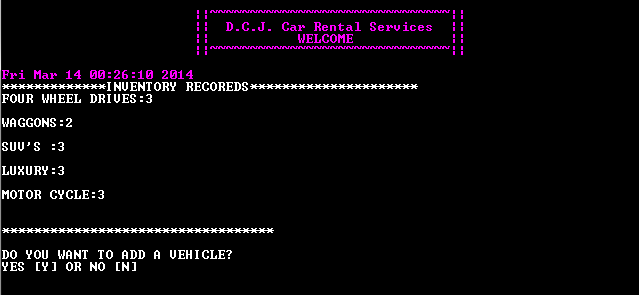 D.C.J. Car Rental Services
WELCOME
Fri Mar 14 00:26:10 2014
*************INVENTORY RECOREDS*********************
FOUR WHEEL DRIVES:3
WAGGONS:2
SUV'S :3
LUXURY:3
MOTOR CYCLE:3
**********************************
DO YOU WANT TO ADD A VEHICLE?
YES [Y] OR NO [N]